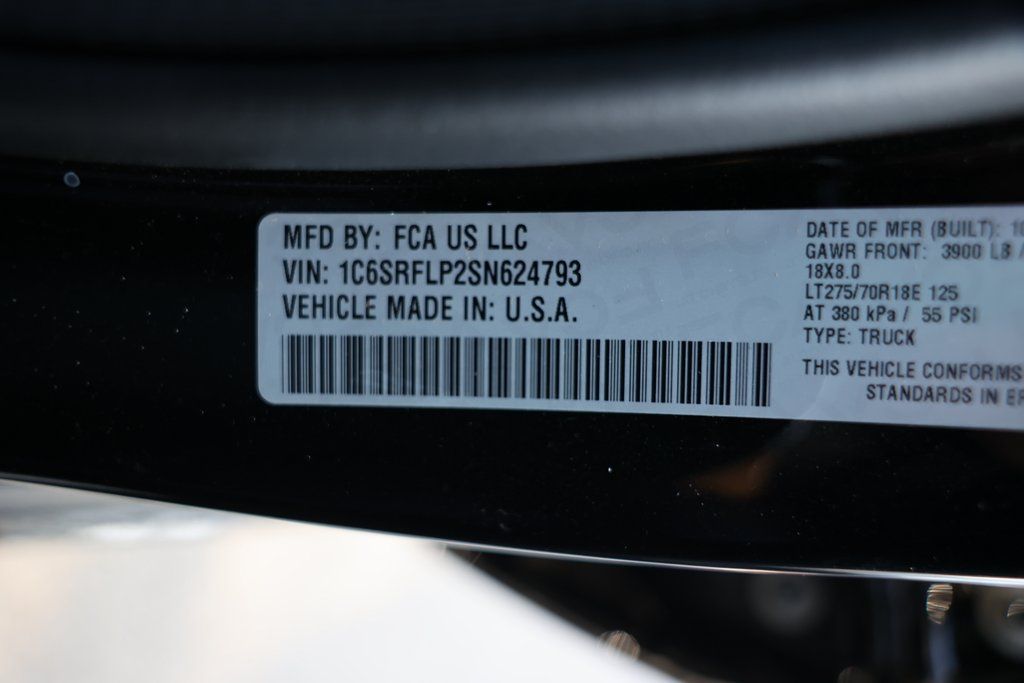 MFD BY: FCA US LLC
VIN: 1C6SRFLP2SN624793
VEHICLE MADE IN: U.S.A.
DATE OF MFR (BUILT):
GAWR FRONT: 3900 LB
18X8.0
LT275/70R18E 125
AT 380 kPa / 55 PSI
TYPE: TRUCK
THIS VEHICLE CONFORMS
STANDARDS IN